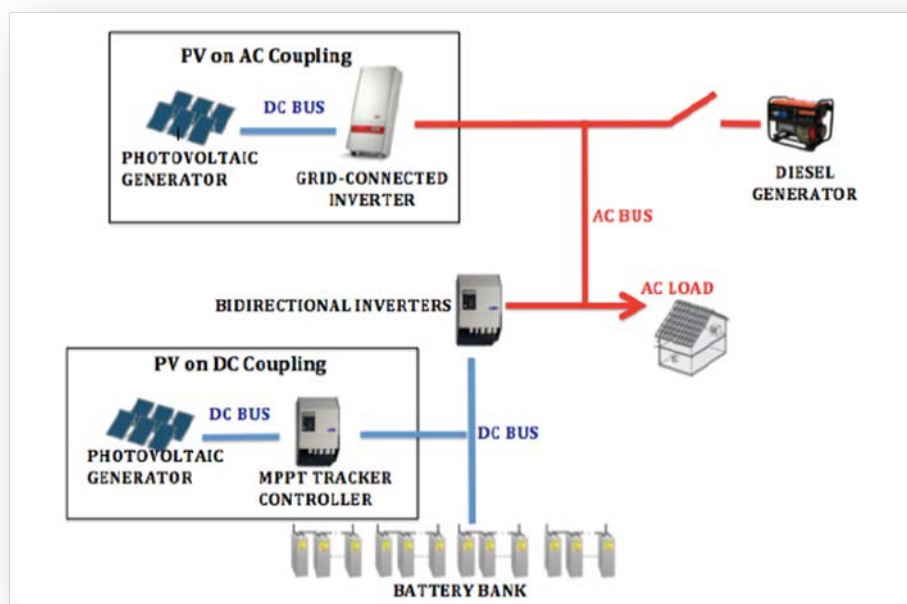 PV on AC Coupling
DC BUS
PHOTOVOLTAIC
GENERATOR
GRID-CONNECTED
INVERTER
DIESEL
GENERATOR
AC BUS
BIDIRECTIONAL INVERTERS
AC LOAD
PV on DC Coupling
DC BUS
PHOTOVOLTAIC
GENERATOR
MPPT TRACKER
CONTROLLER
DC BUS
BATTERY BANK